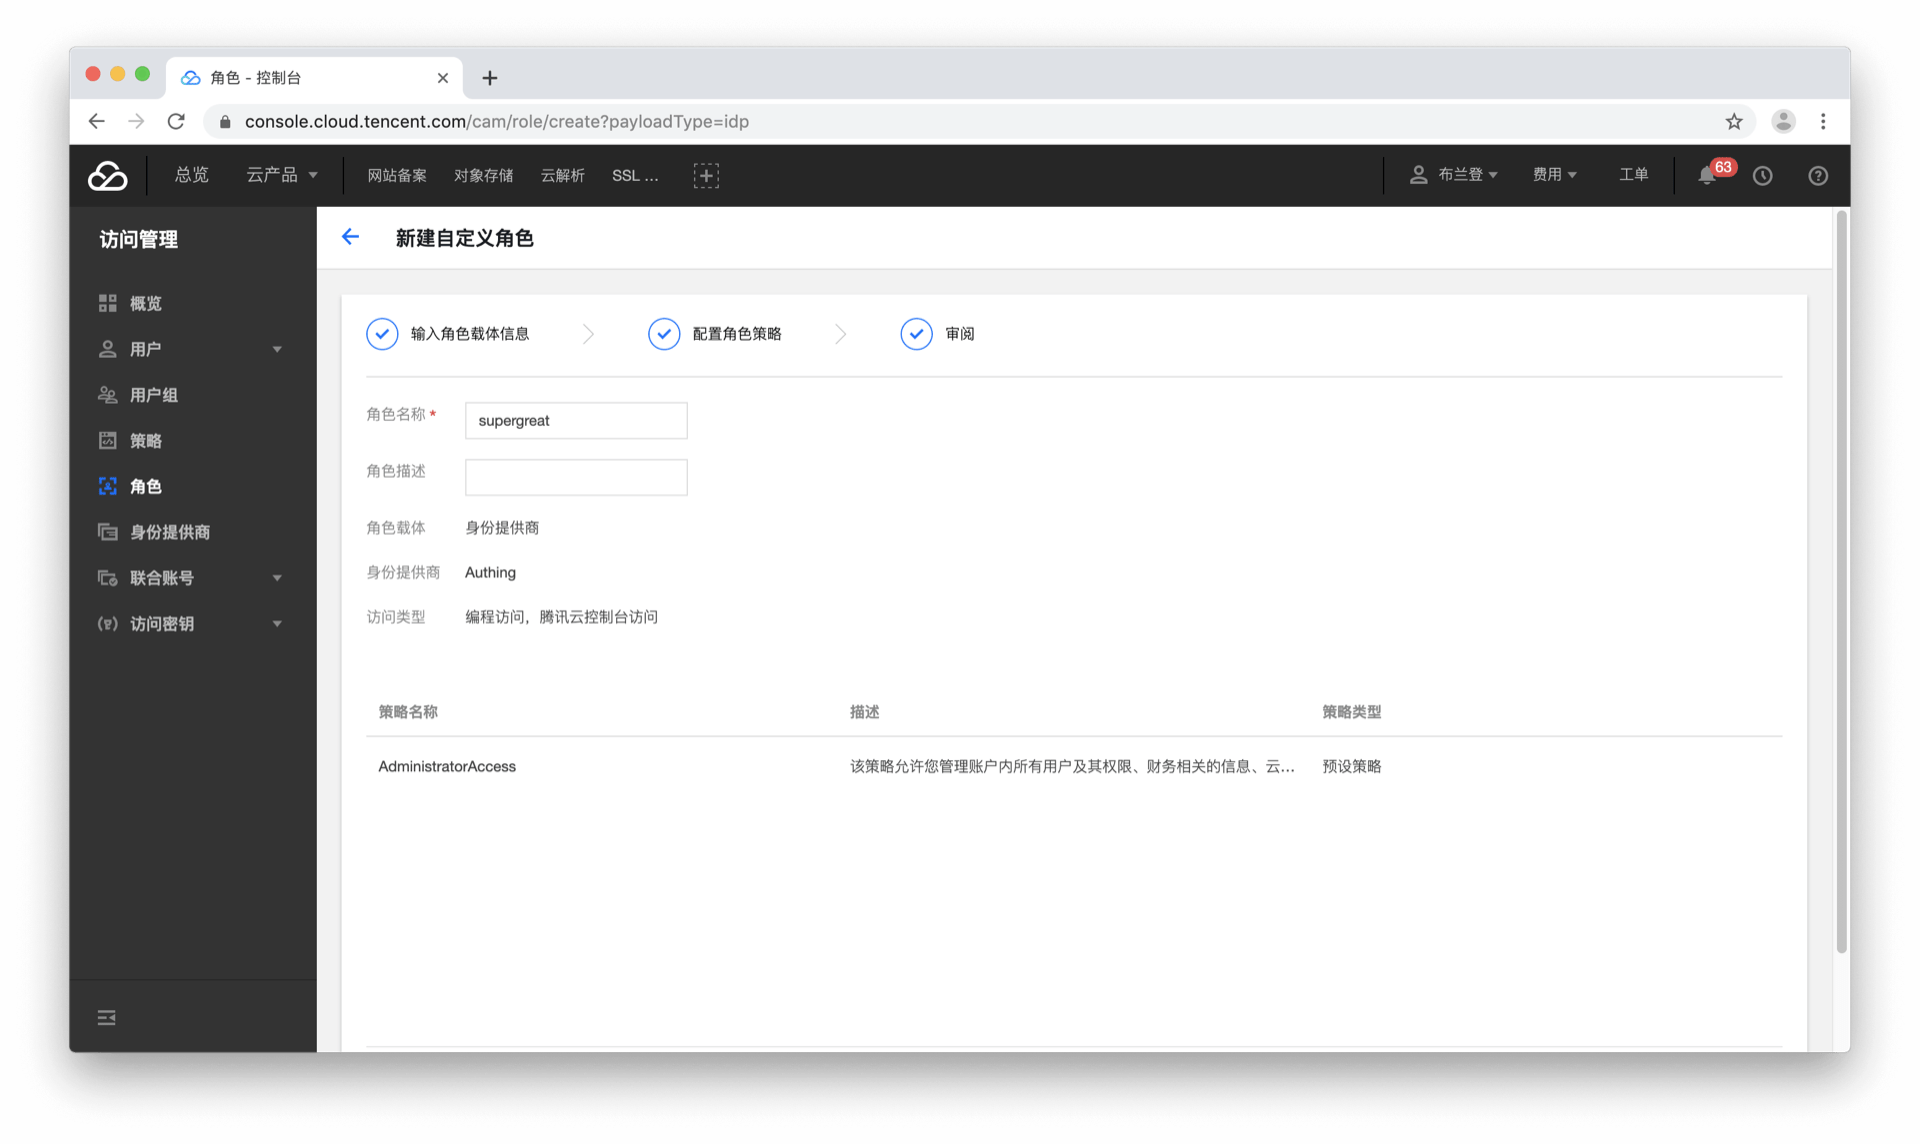 角色 - 控制台
console.cloud.tencent.com/cam/role/create?payloadType=idp
总览 云产品 网站备案 对象存储 云解析 SSL ... 布兰登 费用 工单 63
访问管理
概览
用户
用户组
策略
角色
身份提供商
联合账号
访问密钥
新建自定义角色
输入角色载体信息 配置角色策略 审阅
角色名称 * supergreat
角色描述
角色载体 身份提供商
身份提供商 Authing
访问类型 编程访问，腾讯云控制台访问
策略名称 描述 策略类型
AdministratorAccess 该策略允许您管理账户内所有用户及其权限、财务相关的信息、云... 预设策略